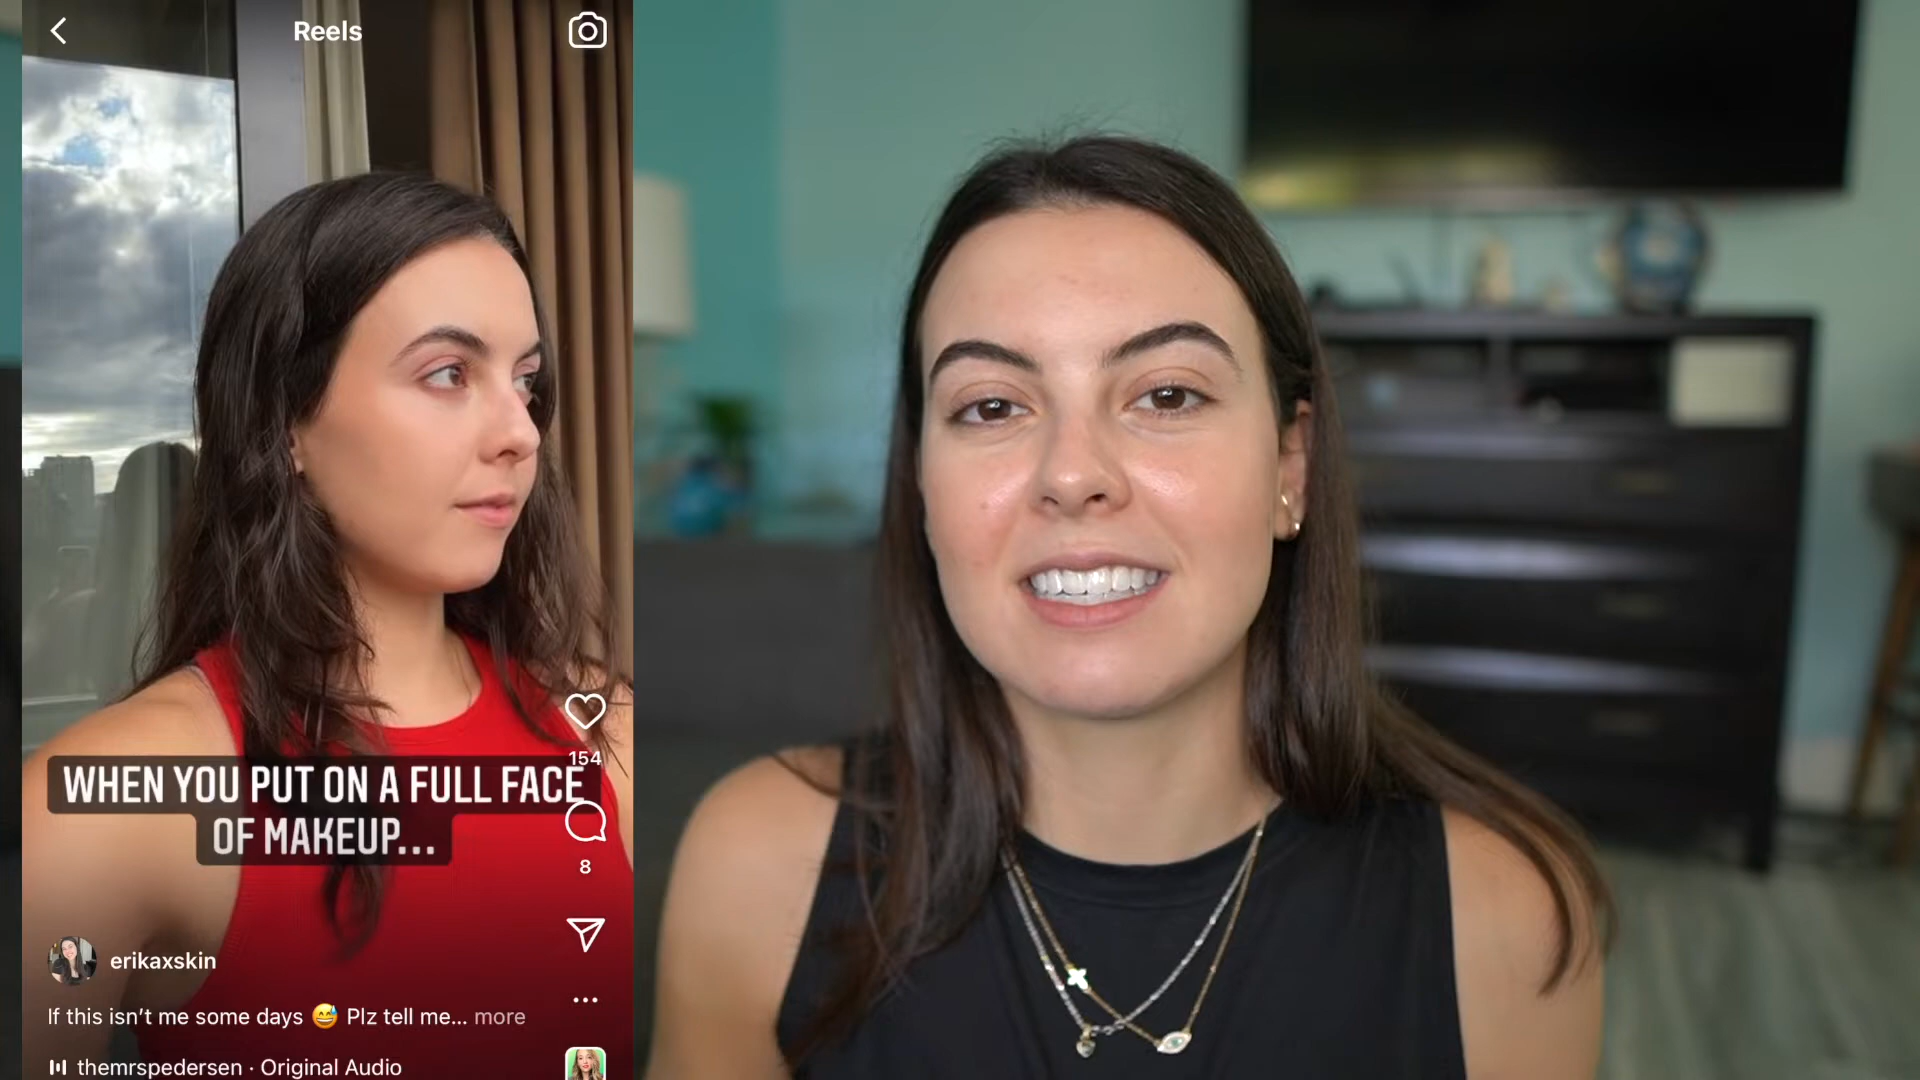 Reels
154
WHEN YOU PUT ON A FULL FACE
OF MAKEUP...
8
erikaxskin
If this isn't me some days 😅 Plz tell me... more
themrspedersen · Original Audio